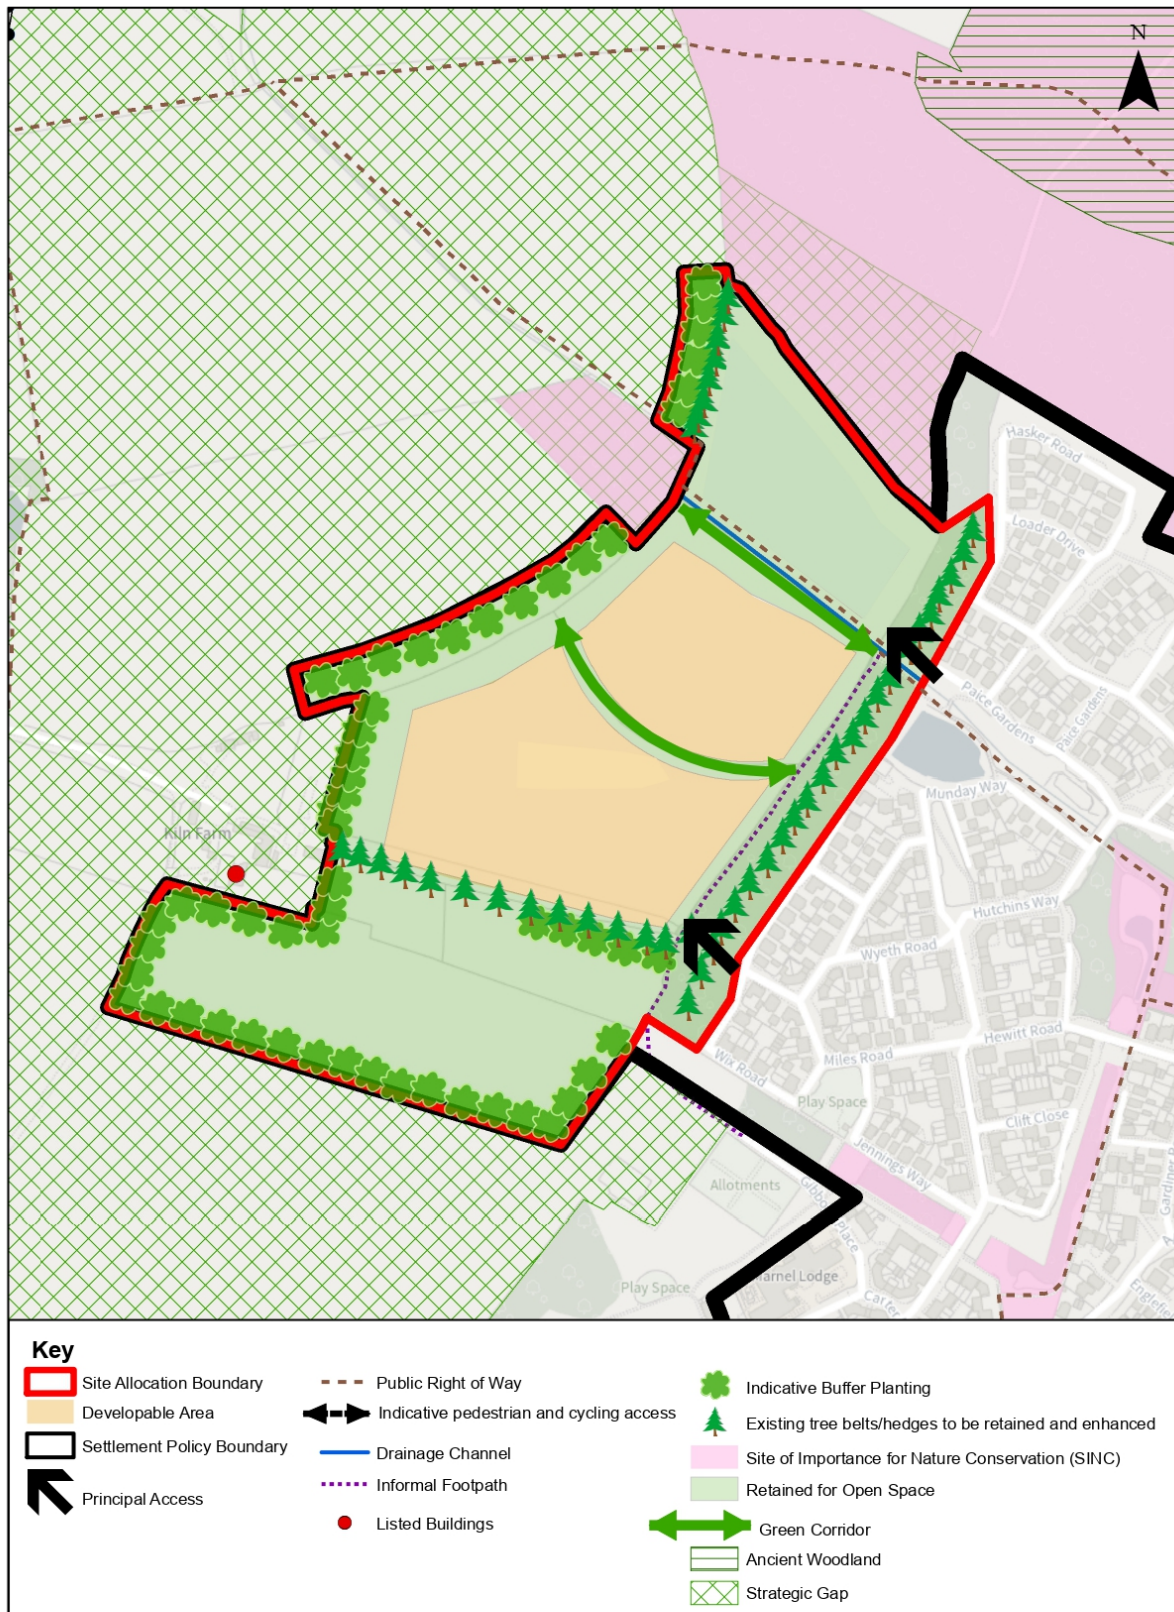 N
Hasker Road
Loader Drive
Paice Gardens
Paice Gardens
Munday Way
Kiln Farm
Hutchins Way
Wyeth Road
Hewitt Road
Miles Road
Wix Road
Play Space
Clift Close
Jennings Way
Allotments
Place
Play Space
Marnel Lodge
Key
Site Allocation Boundary
Developable Area
Settlement Policy Boundary
Principal Access
Public Right of Way
Indicative pedestrian and cycling access
Drainage Channel
Informal Footpath
Listed Buildings
Indicative Buffer Planting
Existing tree belts/hedges to be retained and enhanced
Site of Importance for Nature Conservation (SINC)
Retained for Open Space
Green Corridor
Ancient Woodland
Strategic Gap